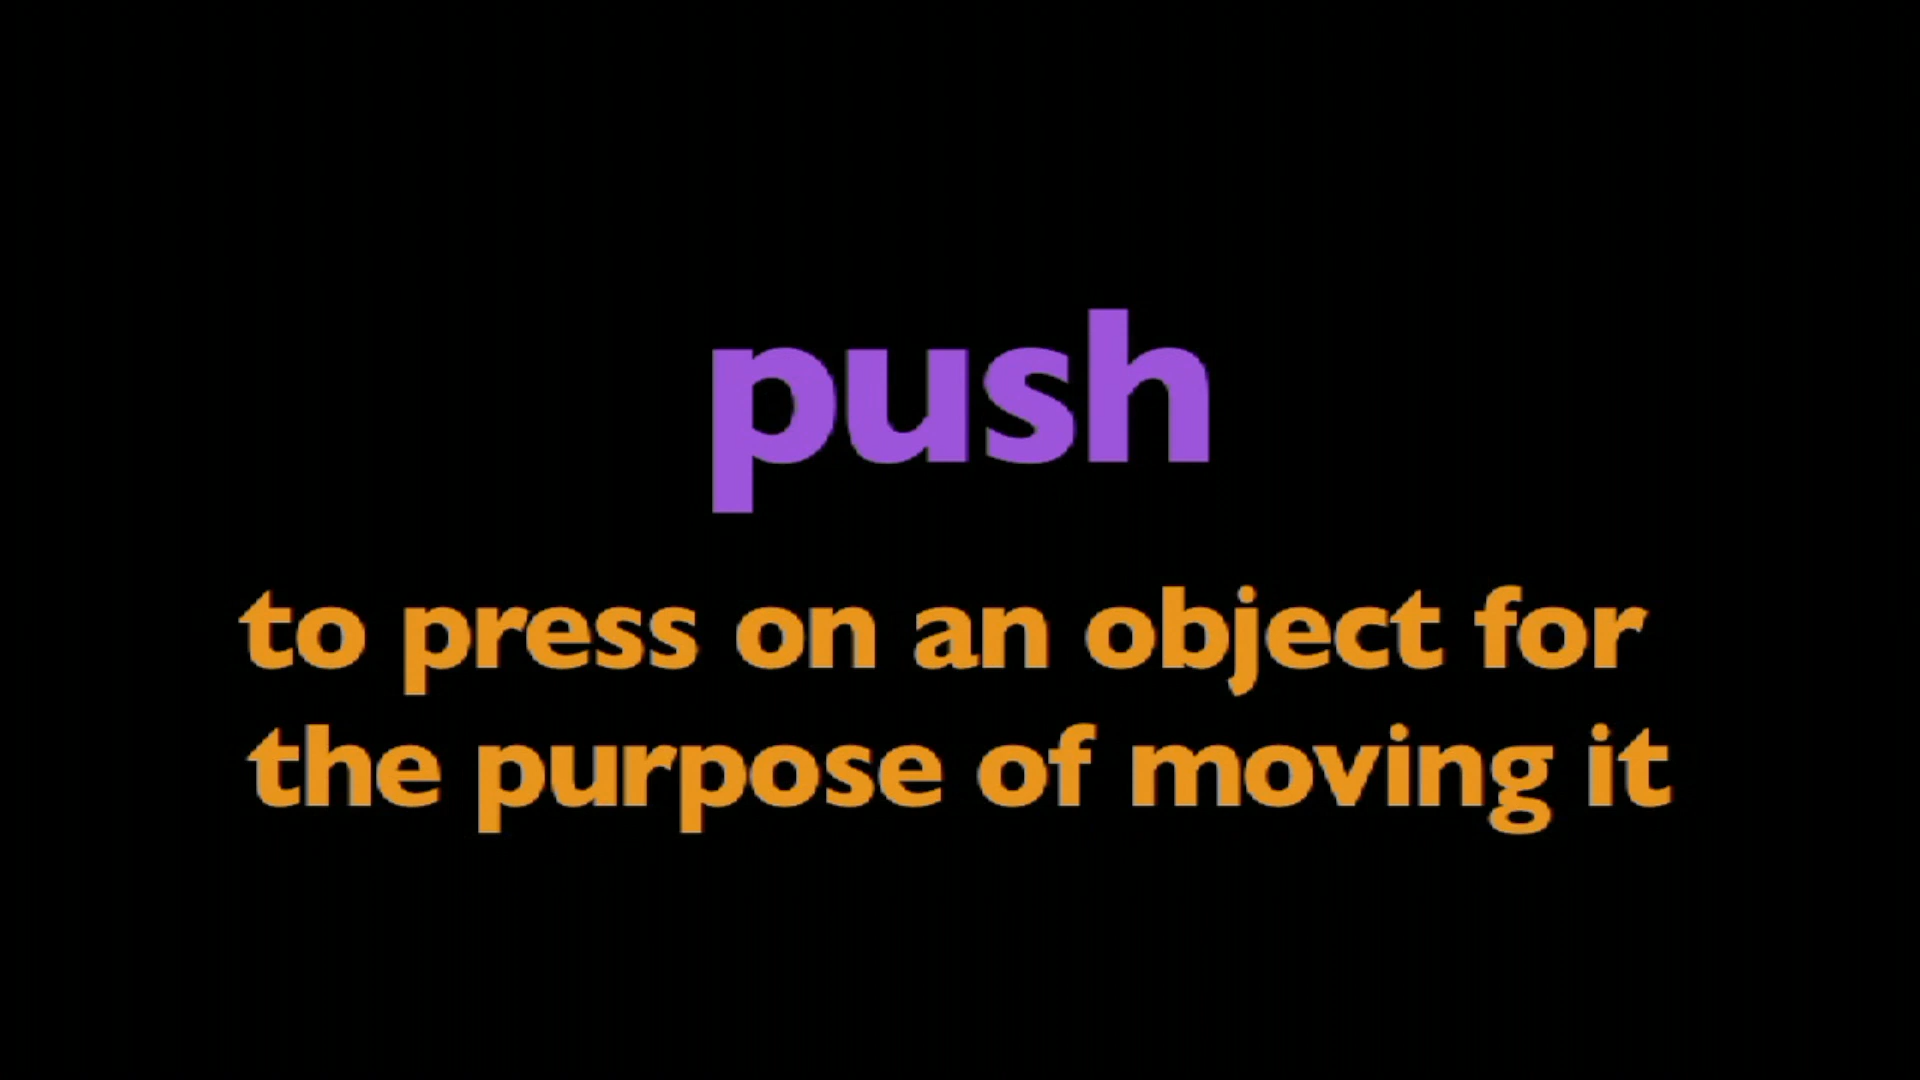 push
to press on an object for
the purpose of moving it